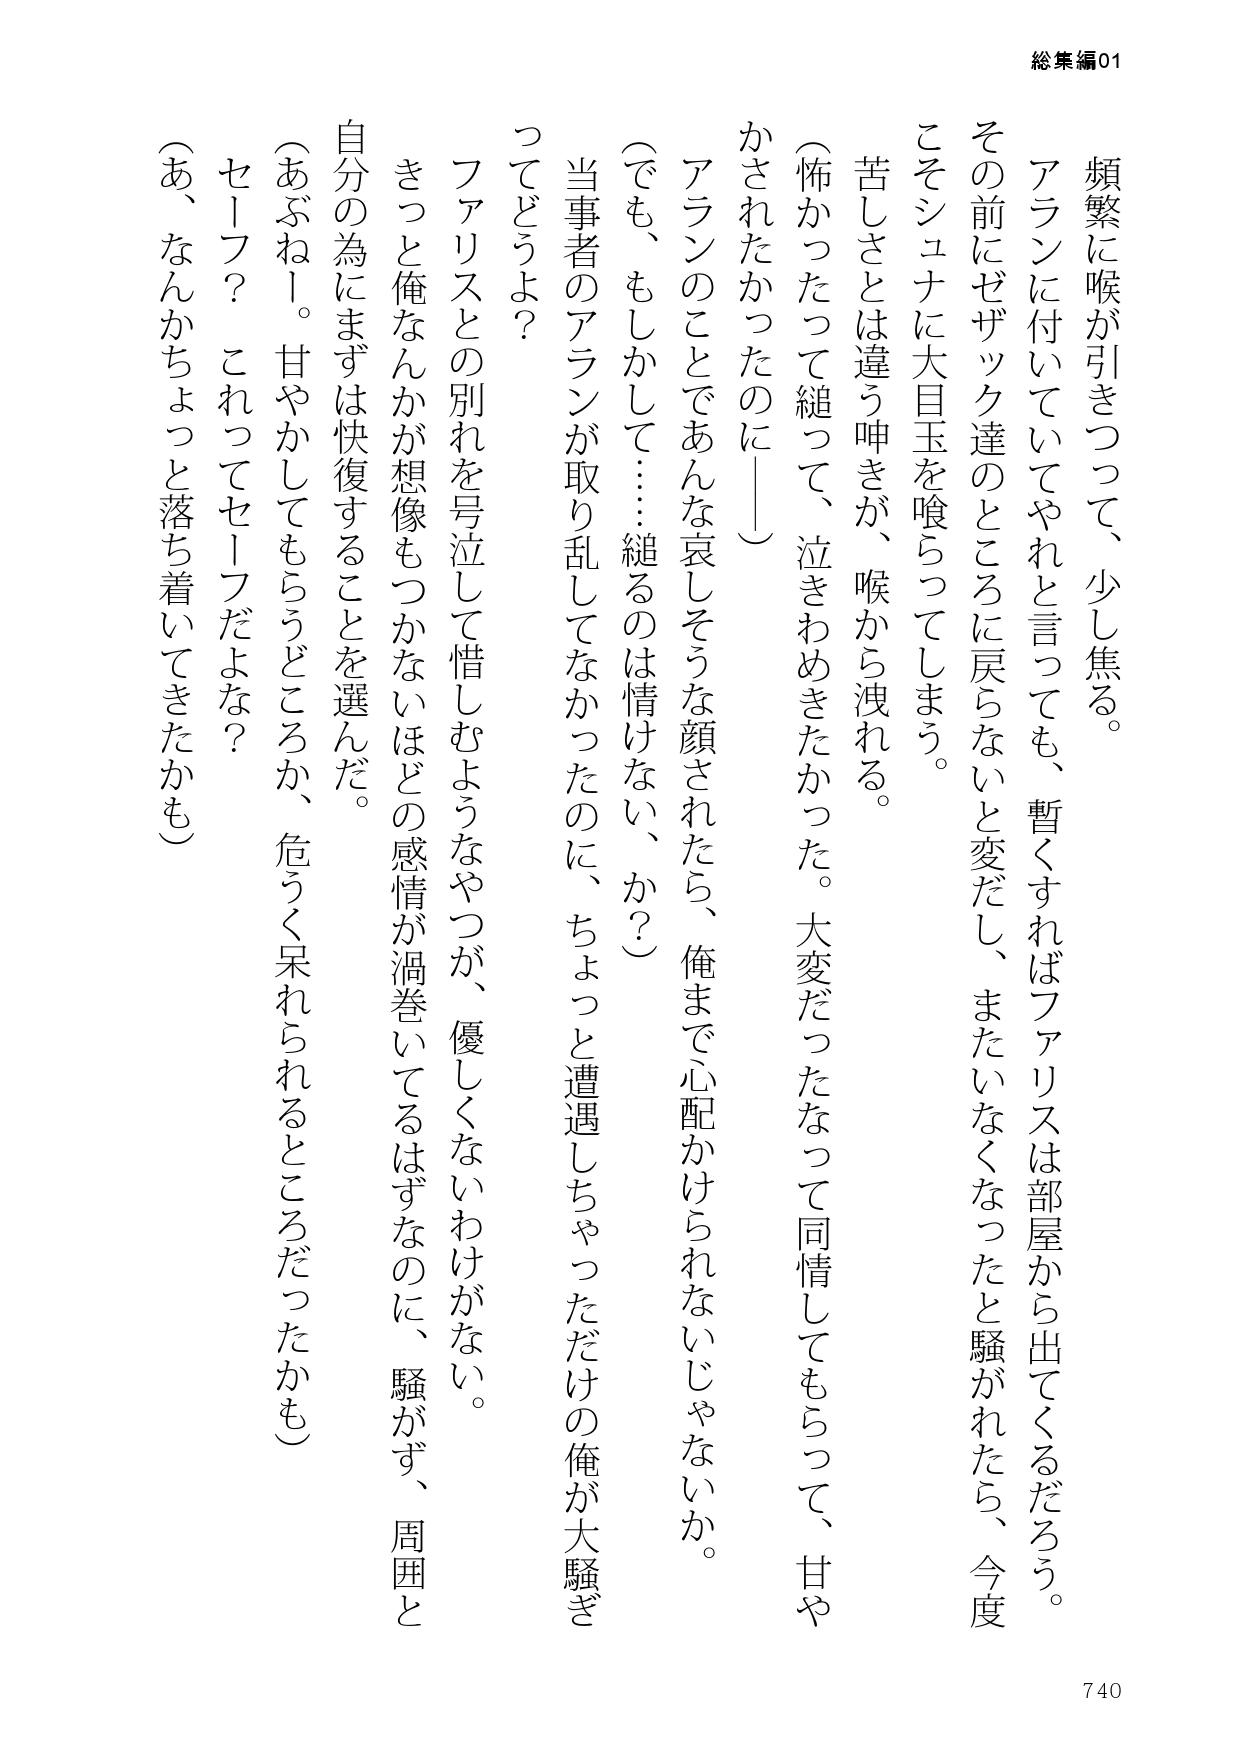 総集編01
頻繁に喉が引きつって、少し焦る。
アランに付いていてやれと言っても、暫くすればファリスは部屋から出てくるだろう。
その前にゼザック達のところに戻らないと変だし、またいなくなったと騒がれたら、今度
こそシュナに大目玉を喰らってしまう。
苦しさとは違う呻きが、喉から洩れる。
(怖かったって縋って、泣きわめきたかった。大変だったなって同情してもらって、甘や
かされたかったのに――)
アランのことであんな哀しそうな顔されたら、俺まで心配かけられないじゃないか。
(でも、もしかして……縋るのは情けない、か?)
当事者のアランが取り乱してなかったのに、ちょっと遭遇しちゃっただけの俺が大騒ぎ
ってどうよ?
ファリスとの別れを号泣して惜しむようなやつが、優しくないわけがない。
きっと俺なんかが想像もつかないほどの感情が渦巻いてるはずなのに、騒がず、周囲と
自分の為にまずは快復することを選んだ。
(あぶねー。甘やかしてもらうどころか、危うく呆れられるところだったかも)
セーフ? これってセーフだよな?
(あ、なんかちょっと落ち着いてきたかも)
740